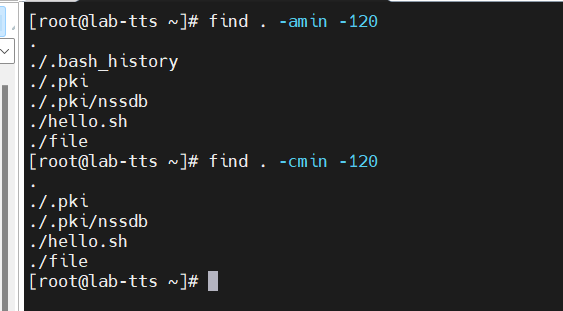 [root@lab-tts ~]# find . -amin -120
.
./.bash_history
./.pki
./.pki/nssdb
./hello.sh
./file
[root@lab-tts ~]# find . -cmin -120
.
./.pki
./.pki/nssdb
./hello.sh
./file
[root@lab-tts ~]#